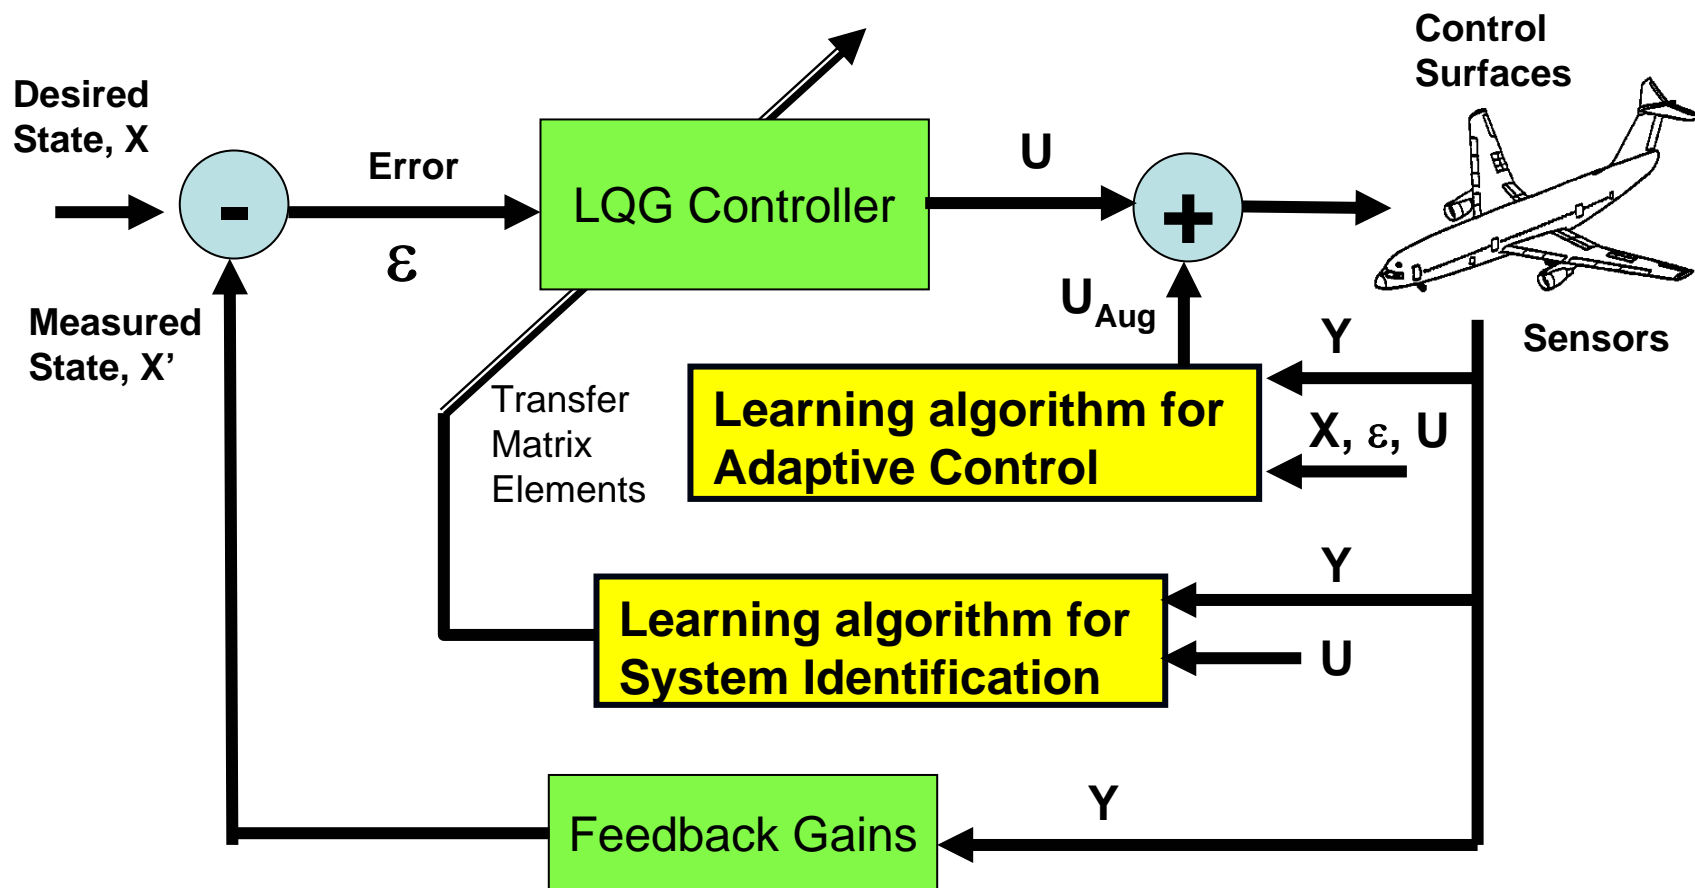 Control
Surfaces
Desired
State, X
Error
ε
-
LQG Controller
U
+
Measured
State, X’
U Aug
Y
Sensors
Transfer
Matrix
Elements
Learning algorithm for
Adaptive Control
X, ε, U
Y
Learning algorithm for
System Identification
U
Y
Feedback Gains